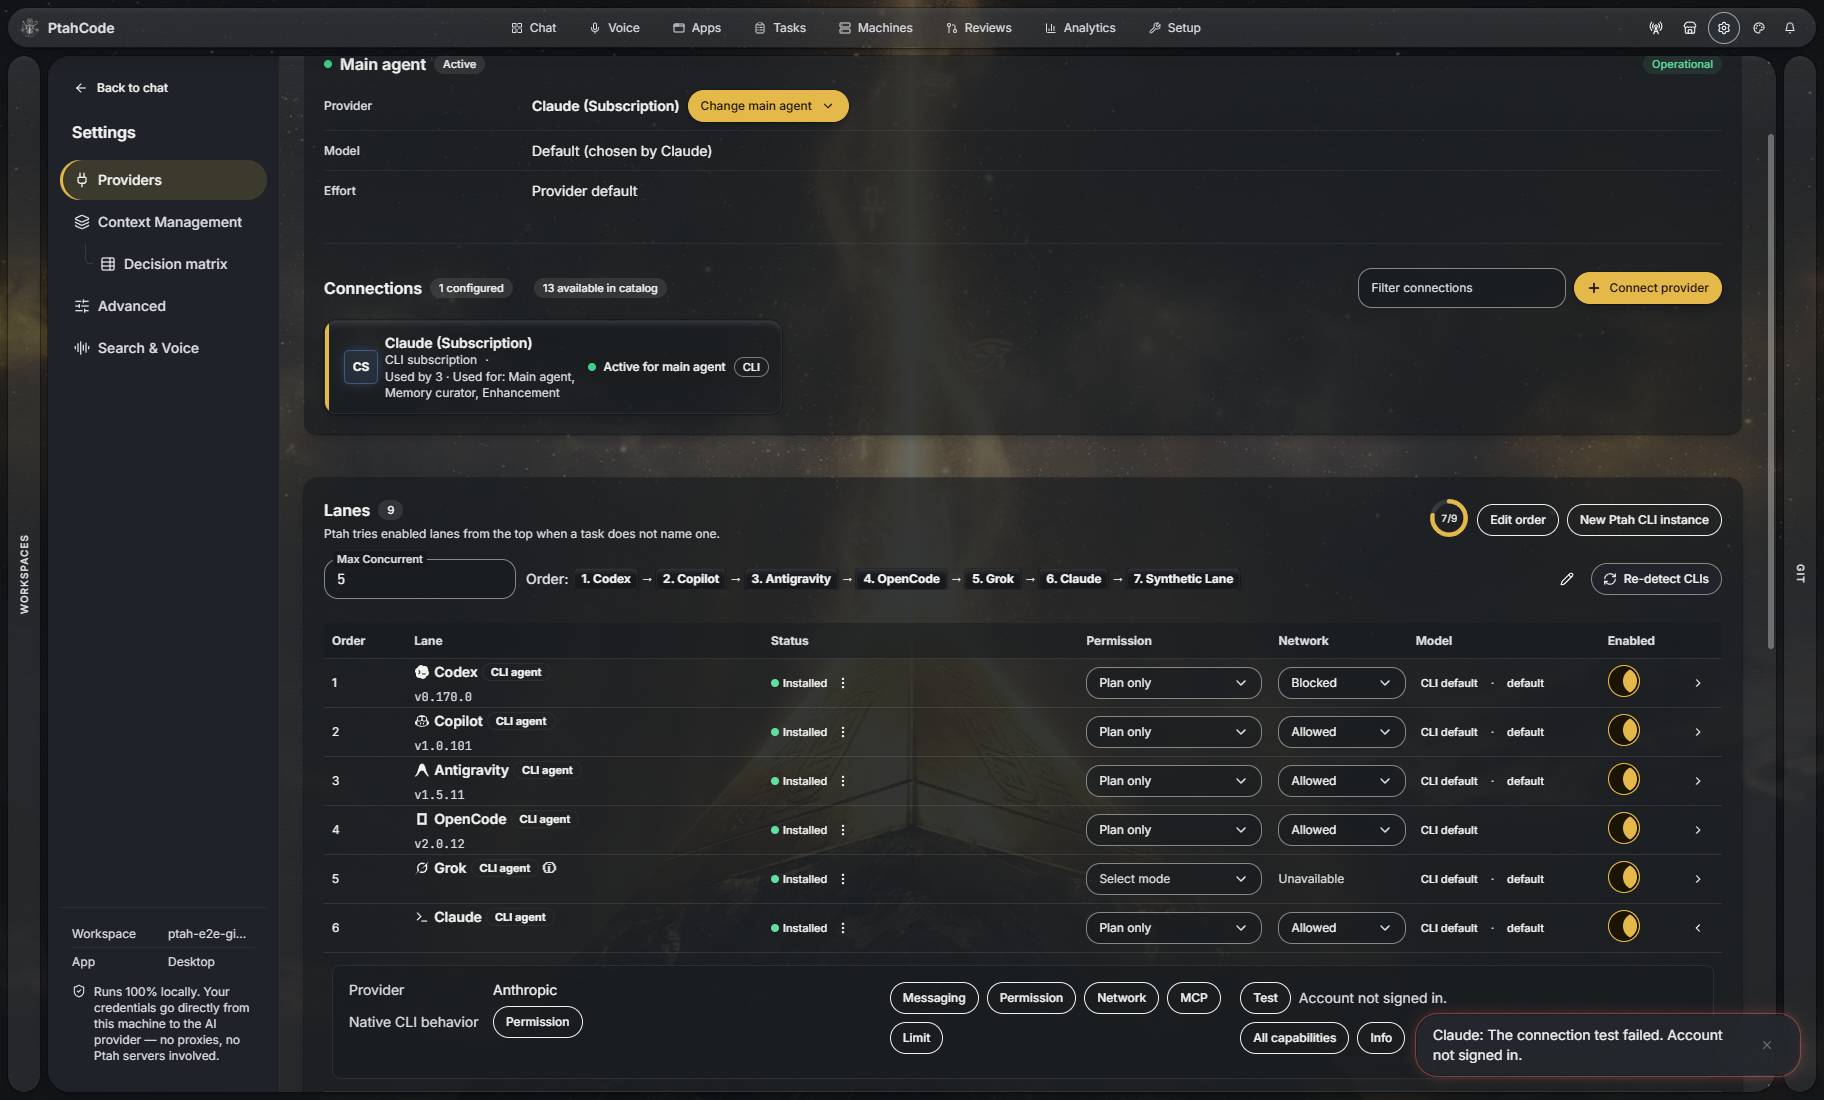 PtahCode
Chat
Voice
Apps
Tasks
Machines
Reviews
Analytics
Setup
WORKSPACES
Back to chat
Settings
Providers
Context Management
Decision matrix
Advanced
Search & Voice
Workspace ptah-e2e-gi...
App Desktop
Runs 100% locally. Your
credentials go directly from
this machine to the AI
provider — no proxies, no
Ptah servers involved.
Main agent Active Operational
Provider Claude (Subscription) Change main agent
Model Default (chosen by Claude)
Effort Provider default
Connections 1 configured 13 available in catalog Filter connections + Connect provider
CS
Claude (Subscription)
CLI subscription ·
Used by 3 · Used for: Main agent,
Memory curator, Enhancement
Active for main agent CLI
Lanes 9
Ptah tries enabled lanes from the top when a task does not name one.
7/9 Edit order New Ptah CLI instance
Max Concurrent
5
Order: 1. Codex → 2. Copilot → 3. Antigravity → 4. OpenCode → 5. Grok → 6. Claude → 7. Synthetic Lane
Re-detect CLIs
Order Lane Status Permission Network Model Enabled
1 Codex CLI agent Installed Plan only Blocked CLI default · default
v0.170.0
2 Copilot CLI agent Installed Plan only Allowed CLI default · default
v1.0.101
3 Antigravity CLI agent Installed Plan only Allowed CLI default · default
v1.5.11
4 OpenCode CLI agent Installed Plan only Allowed CLI default
v2.0.12
5 Grok CLI agent Installed Select mode Unavailable CLI default · default
6 >_ Claude CLI agent Installed Plan only Allowed CLI default · default
Provider Anthropic
Native CLI behavior Permission
Messaging Permission Network MCP
Limit
Test Account not signed in.
All capabilities Info
Claude: The connection test failed. Account
not signed in.
GIT